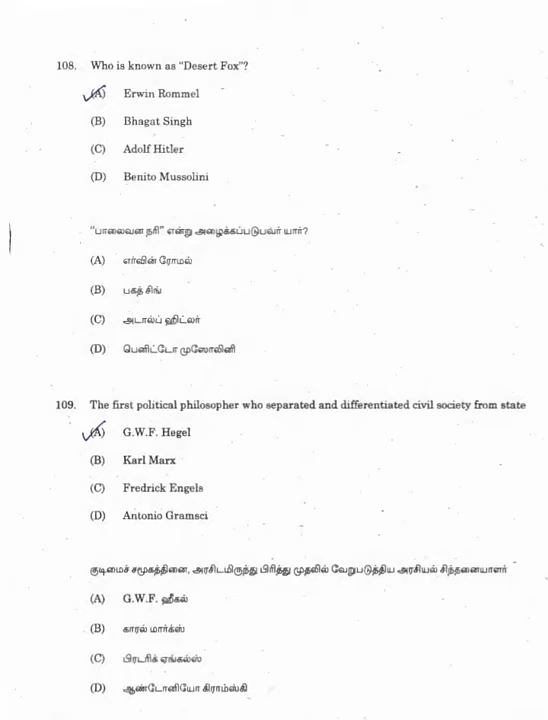 108. Who is known as "Desert Fox"?
(A) Erwin Rommel
(B) Bhagat Singh
(C) Adolf Hitler
(D) Benito Mussolini
"பாலைவன நரி" என்று அழைக்கப்படுபவர் யார்?
(A) எர்வின் ரோமல்
(B) பகத் சிங்
(C) அடால்ப் ஹிட்லர்
(D) பெனிட்டோ முஸோலினி
109. The first political philosopher who separated and differentiated civil society from state
(A) G.W.F. Hegel
(B) Karl Marx
(C) Fredrick Engels
(D) Antonio Gramsci
குடிமைச் சமூகத்தினை, அரசிடமிருந்து பிரித்து முதலில் வேறுபடுத்திய அரசியல் சிந்தனையாளர்
(A) G.W.F. ஹீகல்
(B) காரல் மார்க்ஸ்
(C) பிரடரிக் ஏங்கல்ஸ்
(D) ஆண்டோனியோ கிராம்ஸ்கி